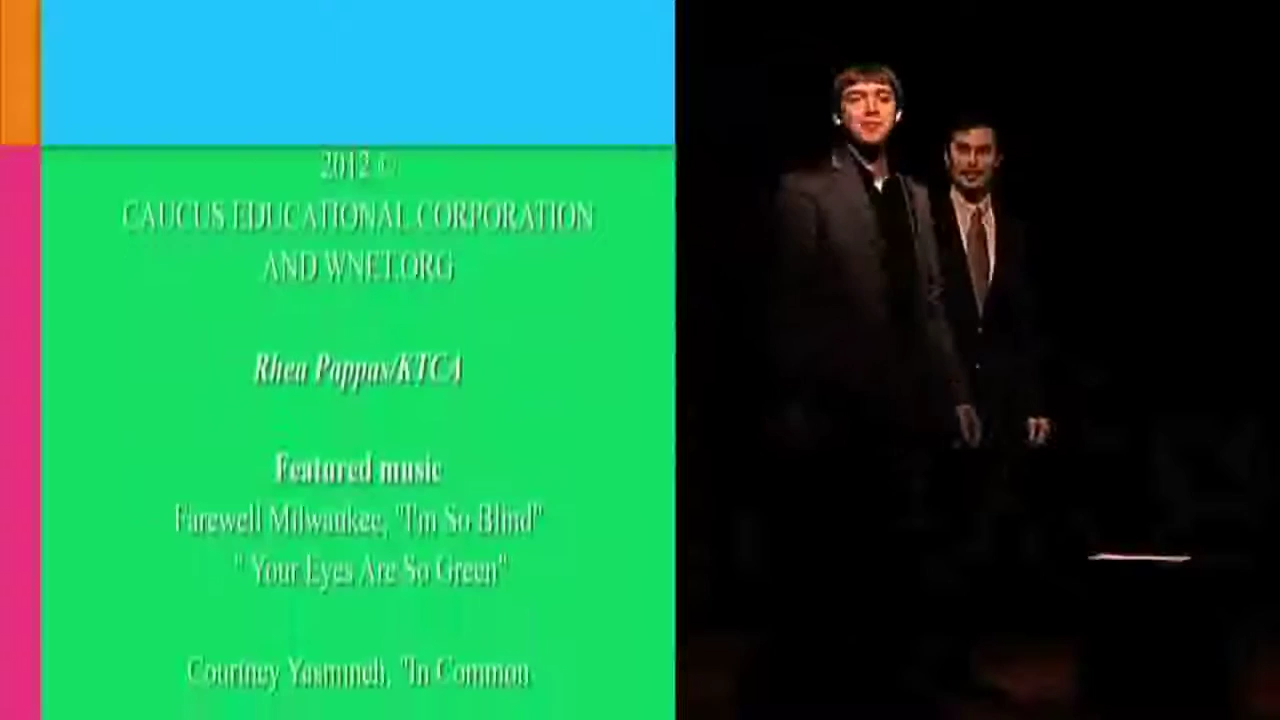 2012 ©
CAUCUS EDUCATIONAL CORPORATION
AND WNET.ORG
Rhea Pappas/KTCA
Featured music
Farewell Milwaukee, "I'm So Blind"
" Your Eyes Are So Green"
Courtney Yasmineh, "In Common